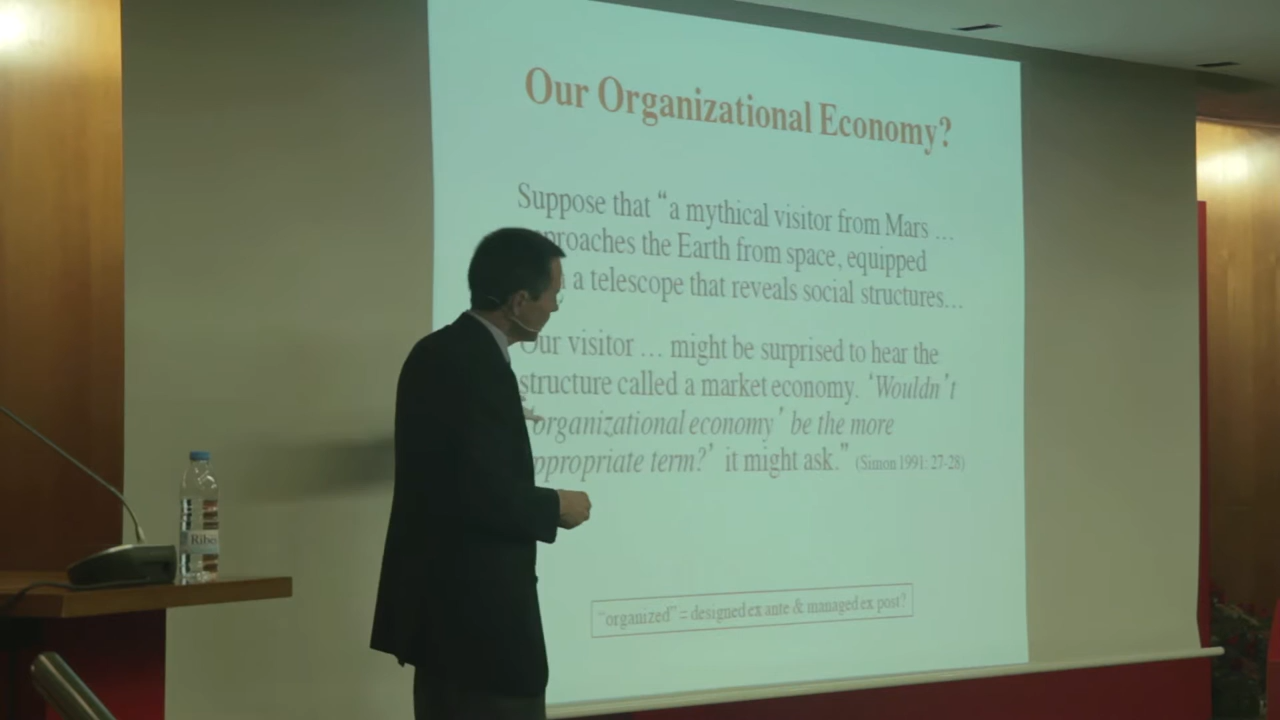 Our Organizational Economy?
Suppose that “a mythical visitor from Mars …
proaches the Earth from space, equipped
a telescope that reveals social structures…
Our visitor … might be surprised to hear the
structure called a market economy. ‘Wouldn’t
‘organizational economy’ be the more
ppropriate term?’ it might ask.” (Simon 1991: 27-28)
“organized” = designed ex ante & managed ex post?
Ribe